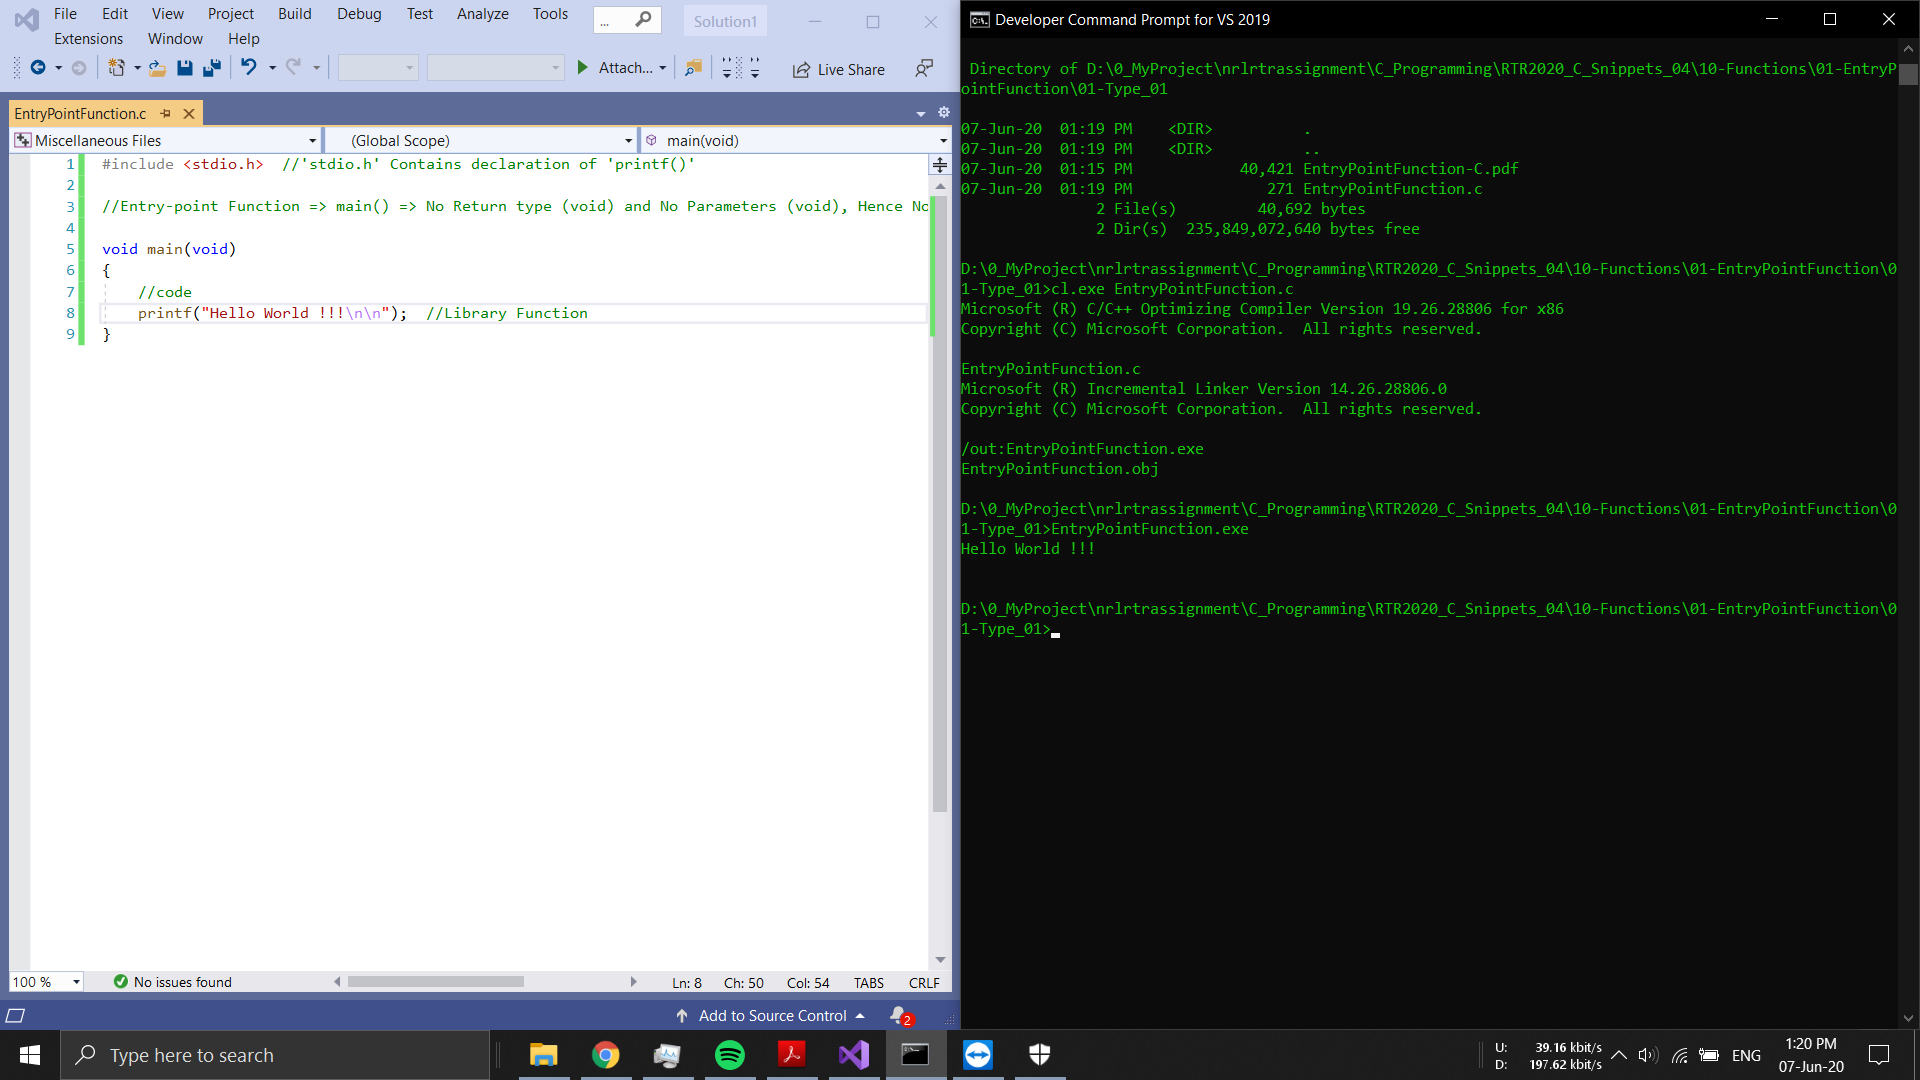 File Edit View Project Build Debug Test Analyze Tools ... Solution1
Extensions Window Help
Attach... Live Share
EntryPointFunction.c
Miscellaneous Files (Global Scope) main(void)
1 #include <stdio.h> //'stdio.h' Contains declaration of 'printf()'
2
3 //Entry-point Function => main() => No Return type (void) and No Parameters (void), Hence No
4
5 void main(void)
6 {
7 //code
8 printf("Hello World !!!\n\n"); //Library Function
9 }
100 % No issues found Ln: 8 Ch: 50 Col: 54 TABS CRLF
Add to Source Control 2
Developer Command Prompt for VS 2019
Directory of D:\0_MyProject\nrlrtrassignment\C_Programming\RTR2020_C_Snippets_04\10-Functions\01-EntryP
ointFunction\01-Type_01
07-Jun-20 01:19 PM <DIR> .
07-Jun-20 01:19 PM <DIR> ..
07-Jun-20 01:15 PM 40,421 EntryPointFunction-C.pdf
07-Jun-20 01:19 PM 271 EntryPointFunction.c
2 File(s) 40,692 bytes
2 Dir(s) 235,849,072,640 bytes free
D:\0_MyProject\nrlrtrassignment\C_Programming\RTR2020_C_Snippets_04\10-Functions\01-EntryPointFunction\0
1-Type_01>cl.exe EntryPointFunction.c
Microsoft (R) C/C++ Optimizing Compiler Version 19.26.28806 for x86
Copyright (C) Microsoft Corporation. All rights reserved.
EntryPointFunction.c
Microsoft (R) Incremental Linker Version 14.26.28806.0
Copyright (C) Microsoft Corporation. All rights reserved.
/out:EntryPointFunction.exe
EntryPointFunction.obj
D:\0_MyProject\nrlrtrassignment\C_Programming\RTR2020_C_Snippets_04\10-Functions\01-EntryPointFunction\0
1-Type_01>EntryPointFunction.exe
Hello World !!!
D:\0_MyProject\nrlrtrassignment\C_Programming\RTR2020_C_Snippets_04\10-Functions\01-EntryPointFunction\0
1-Type_01>
Type here to search
U: 39.16 kbit/s
D: 197.62 kbit/s
ENG
1:20 PM
07-Jun-20